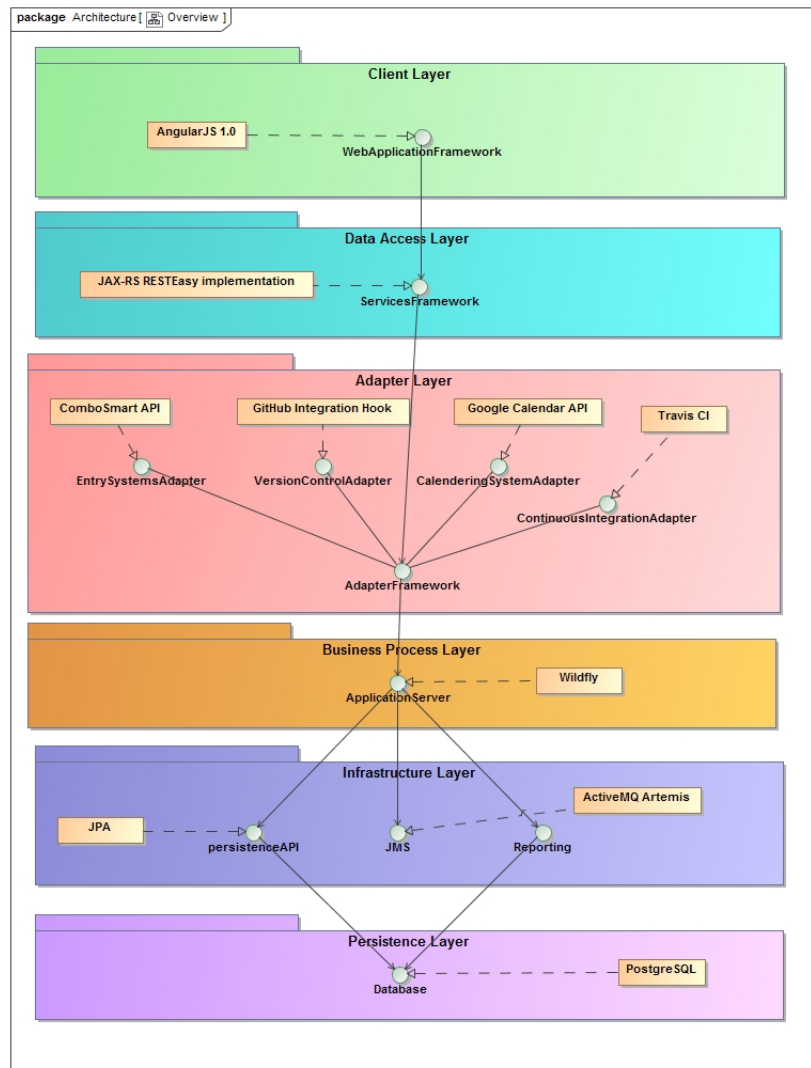 package Architecture [ Overview ]
Client Layer
AngularJS 1.0
WebApplicationFramework
Data Access Layer
JAX-RS RESTEasy implementation
ServicesFramework
Adapter Layer
ComboSmart API
GitHub Integration Hook
Google Calendar API
Travis CI
EntrySystemsAdapter
VersionControlAdapter
CalenderingSystemAdapter
ContinuousIntegrationAdapter
AdapterFramework
Business Process Layer
Wildfly
ApplicationServer
Infrastructure Layer
ActiveMQ Artemis
JPA
persistenceAPI
JMS
Reporting
Persistence Layer
PostgreSQL
Database